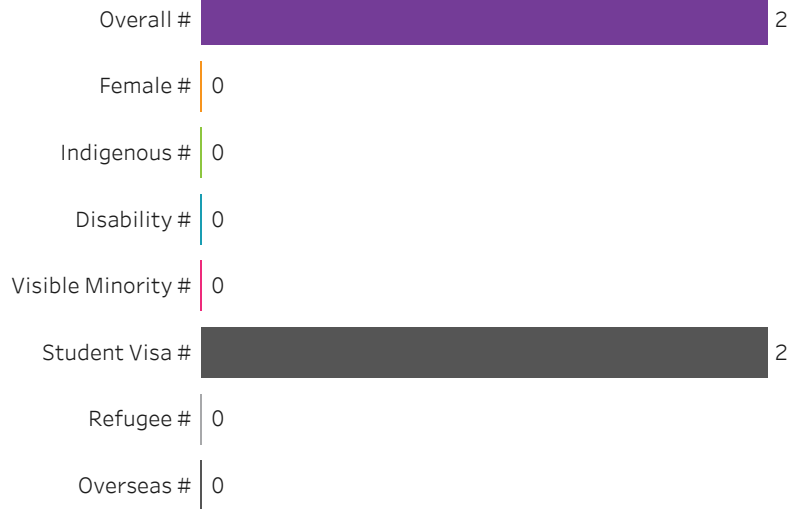 Overall # 2
Female # 0
Indigenous # 0
Disability # 0
Visible Minority # 0
Student Visa # 2
Refugee # 0
Overseas # 0